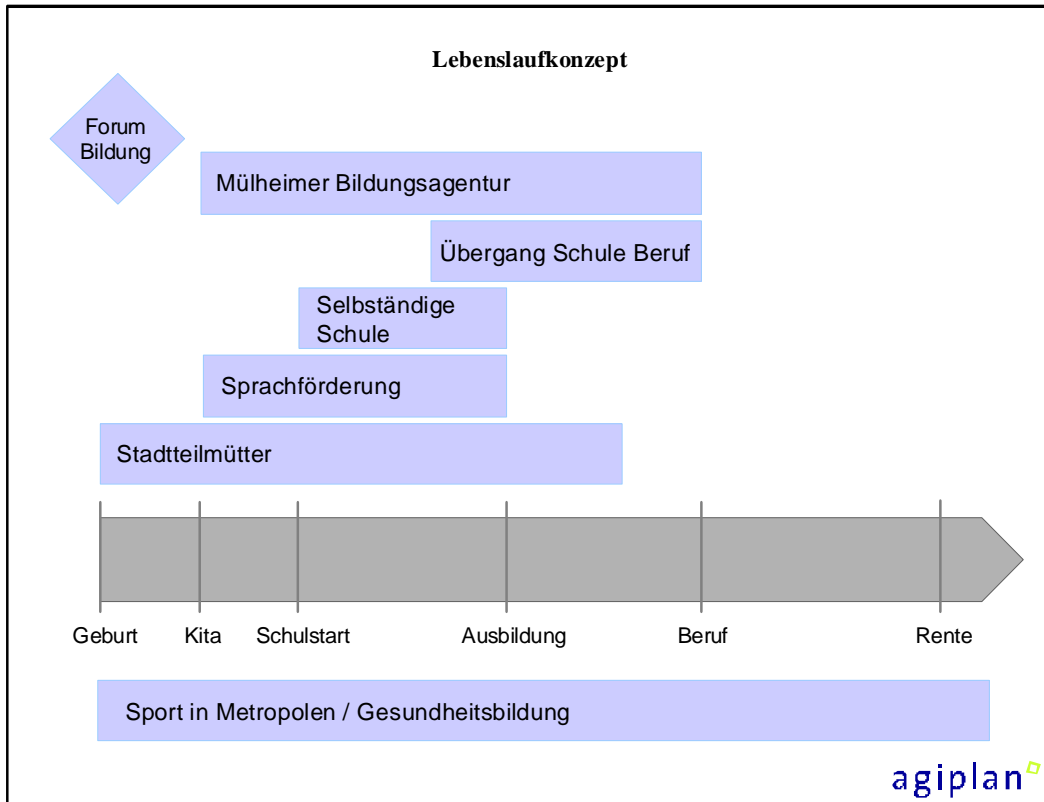 Lebenslaufkonzept
Forum
Bildung
Mülheimer Bildungsagentur
Übergang Schule Beruf
Selbständige
Schule
Sprachförderung
Stadtteilmütter
Geburt Kita Schulstart Ausbildung Beruf Rente
Sport in Metropolen / Gesundheitsbildung
agiplan